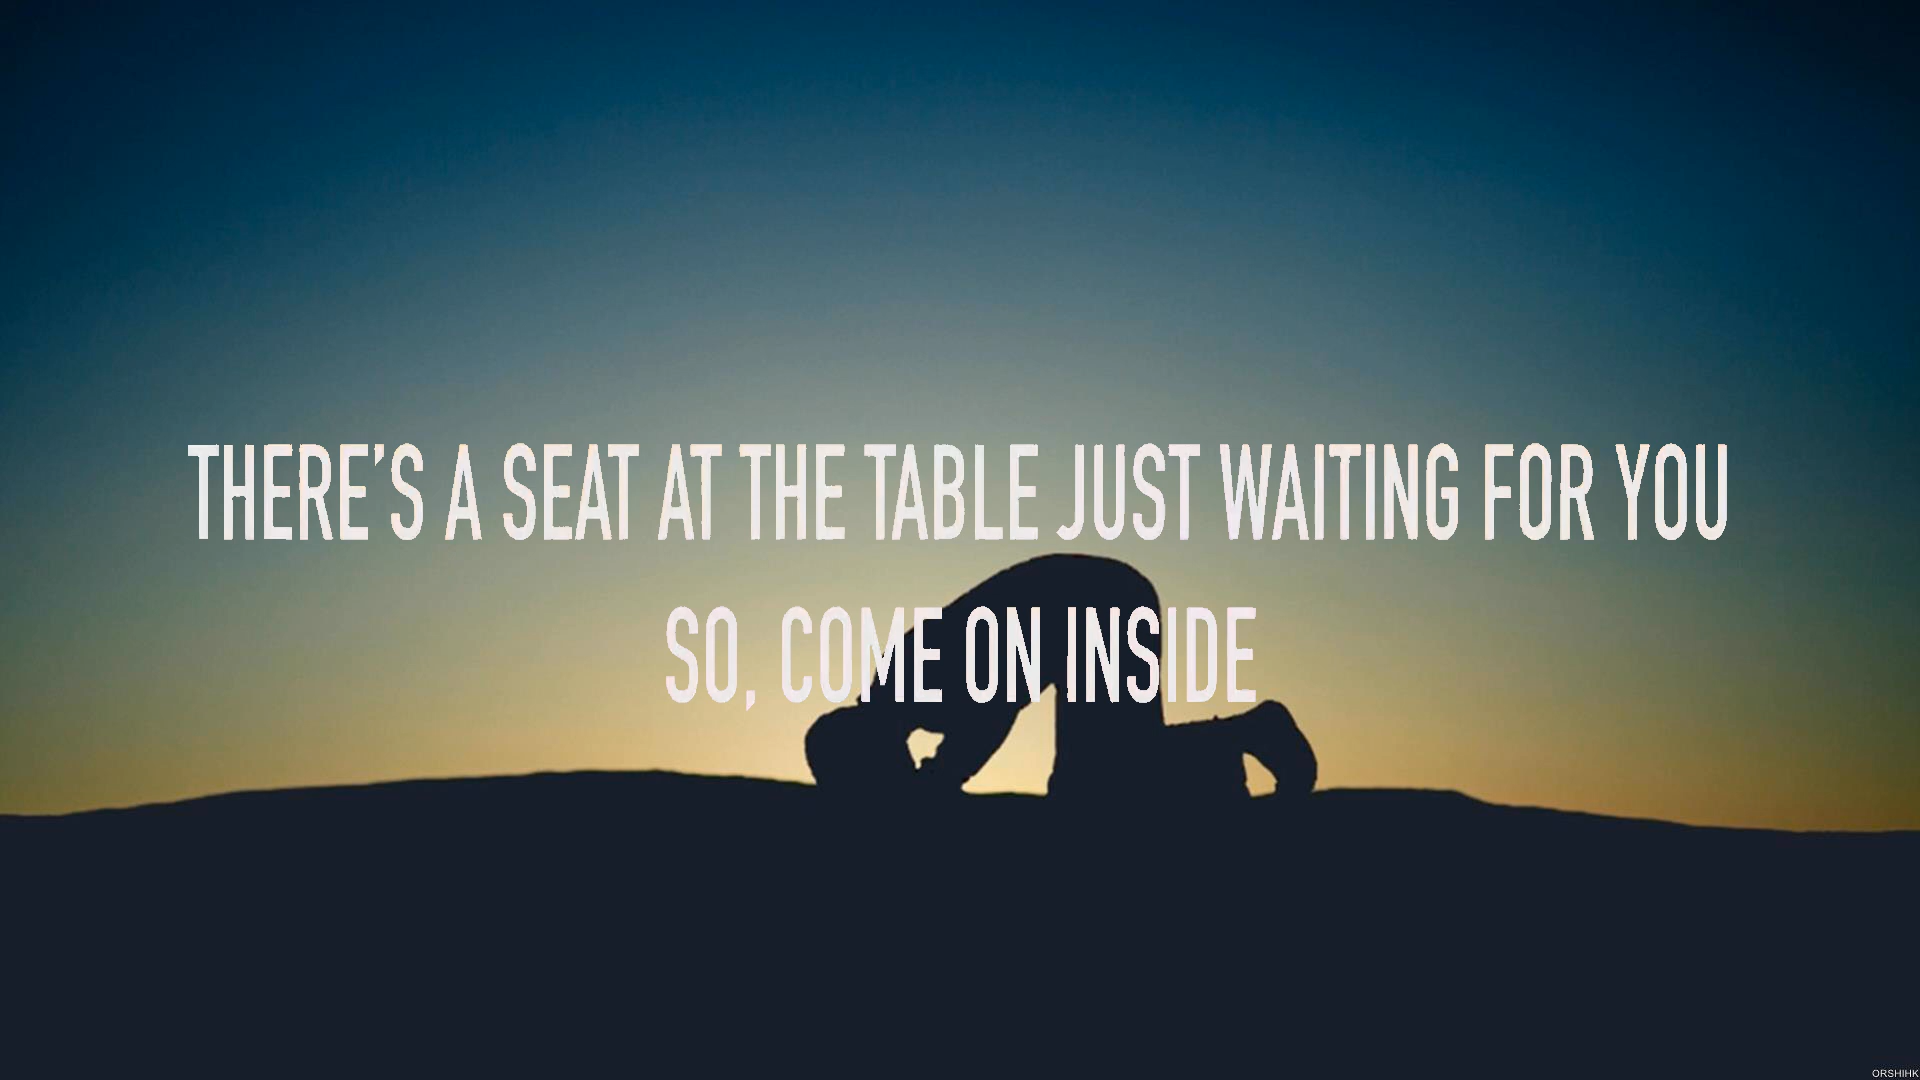 THERE'S A SEAT AT THE TABLE JUST WAITING FOR YOU
SO, COME ON INSIDE
ORSHIHK